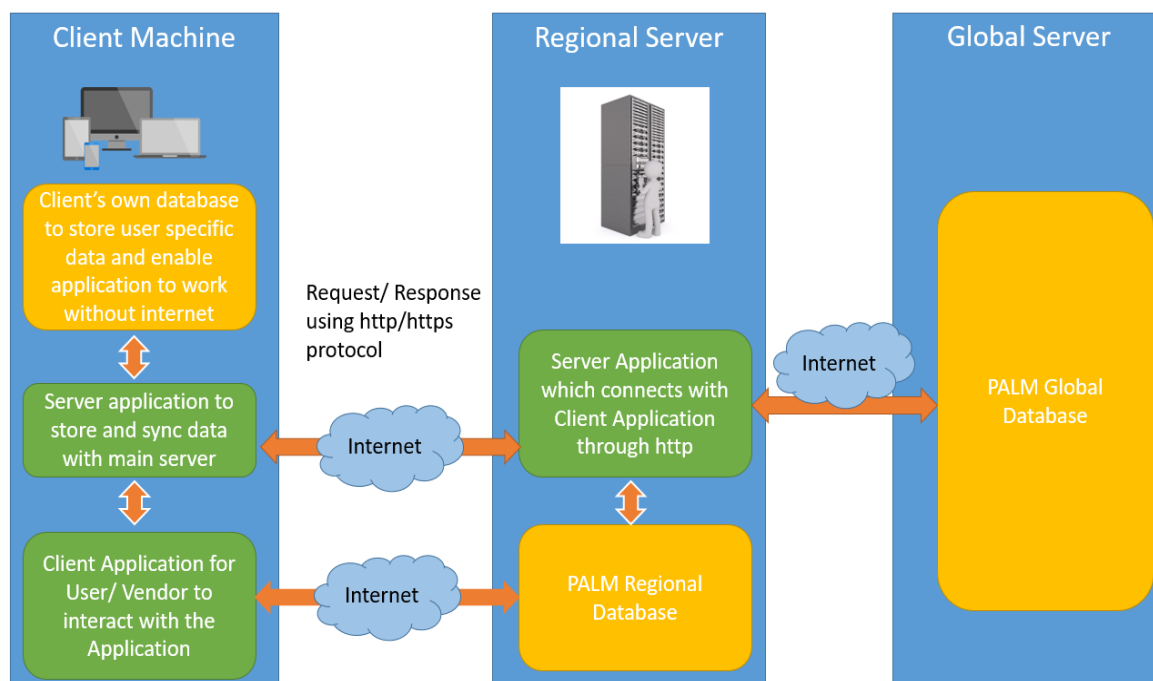 Client Machine
Client's own database
to store user specific
data and enable
application to work
without internet
Server application to
store and sync data
with main server
Client Application for
User/ Vendor to
interact with the
Application
Request/ Response
using http/https
protocol
Internet
Internet
Regional Server
Server Application
which connects with
Client Application
through http
PALM Regional
Database
Internet
Global Server
PALM Global
Database